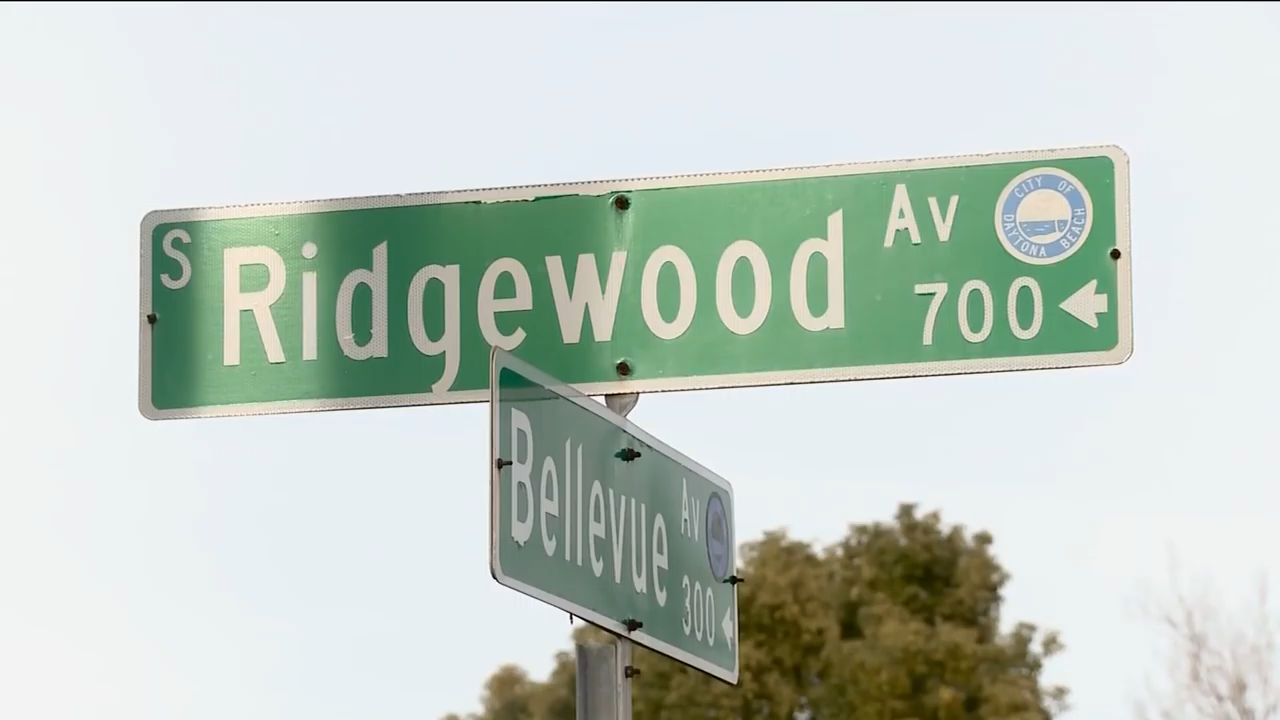 S Ridgewood Av
700
CITY OF
DAYTONA BEACH
Bellevue Av
300